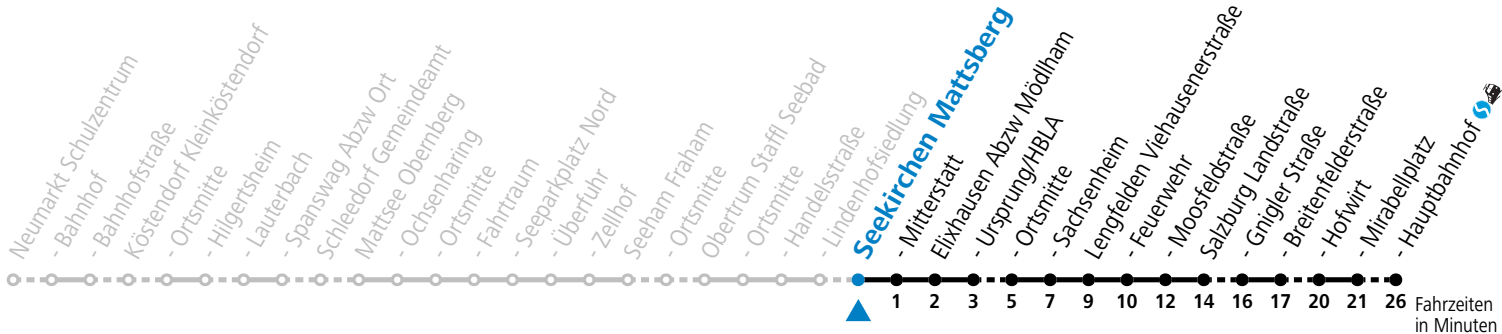 Neumarkt Schulzentrum
- Bahnhof
- Bahnhofstraße
Köstendorf Kleinköstendorf
- Ortsmitte
- Hilgertsheim
- Lauterbach
- Spanswag Abzw Ort
Schleedorf Gemeindeamt
Mattsee Obernberg
- Ochsenharing
- Ortsmitte
- Fahrtraum
- Seeparkplatz Nord
- Überfuhr
- Zellhof
Seeham Fraham
- Ortsmitte
Obertrum Staffl Seebad
- Ortsmitte
- Handelsstraße
- Lindenhofsiedlung
Seekirchen Mattsberg
- Mitterstatt
Elixhausen Abzw Mödlham
- Ursprung/HBLA
- Ortsmitte
- Sachsenheim
Lengfelden Viehausenerstraße
- Feuerwehr
- Moosfeldstraße
Salzburg Landstraße
- Gnigler Straße
- Breitenfelderstraße
- Hofwirt
- Mirabellplatz
- Hauptbahnhof
1 2 3 5 7 9 10 12 14 16 17 20 21 26 Fahrzeiten
in Minuten